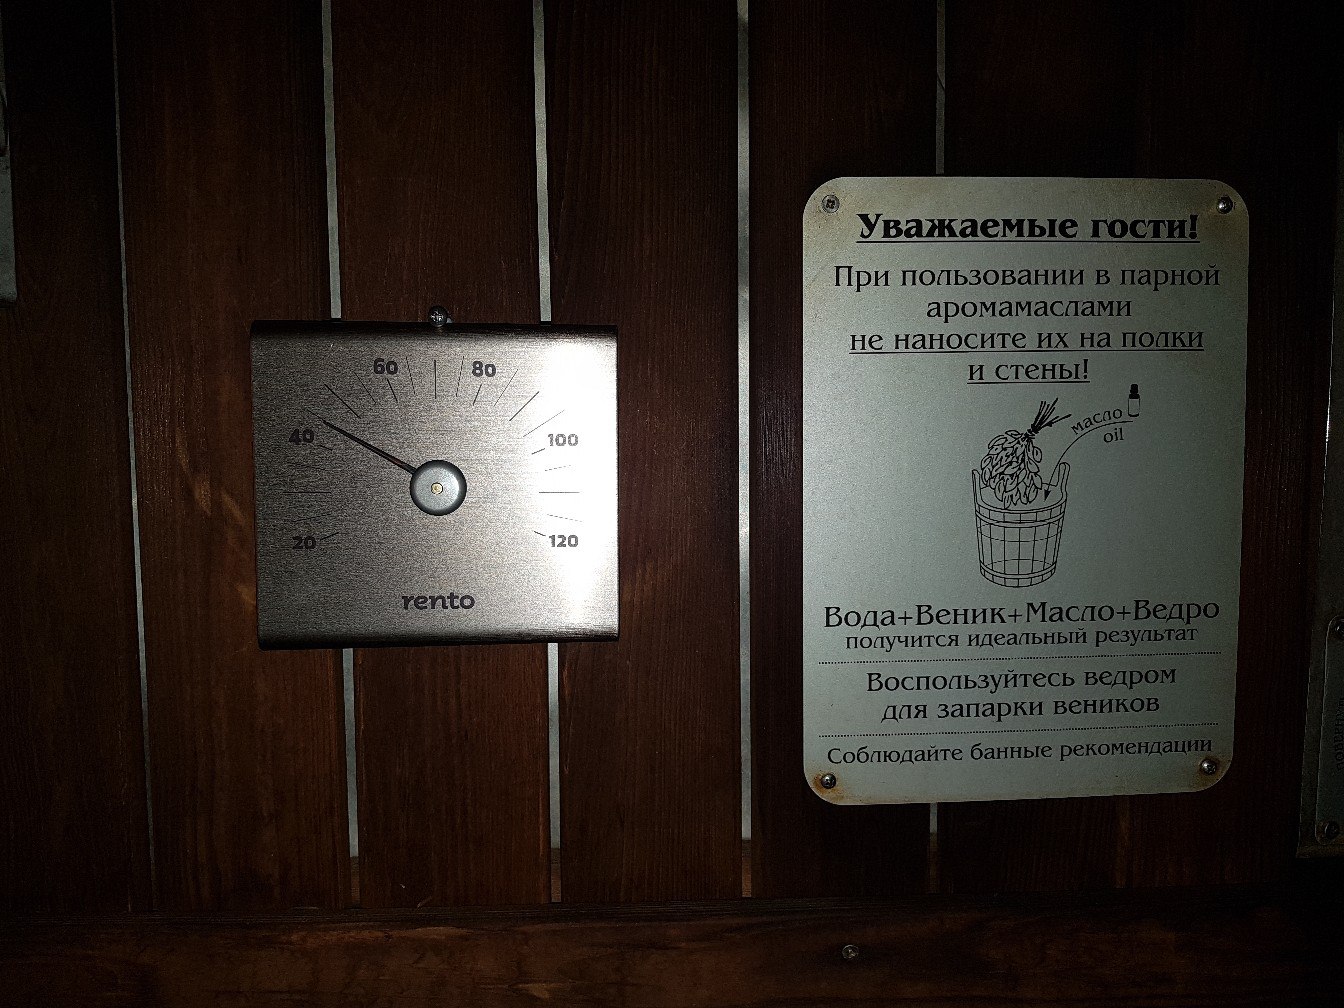 60
80
40
100
20
120
rento
Уважаемые гости!
При пользовании в парной
аромамаслами
не наносите их на полки
и стены!
масло
oil
Вода+Веник+Масло+Ведро
получится идеальный результат
Воспользуйтесь ведром
для запарки веников
Соблюдайте банные рекомендации